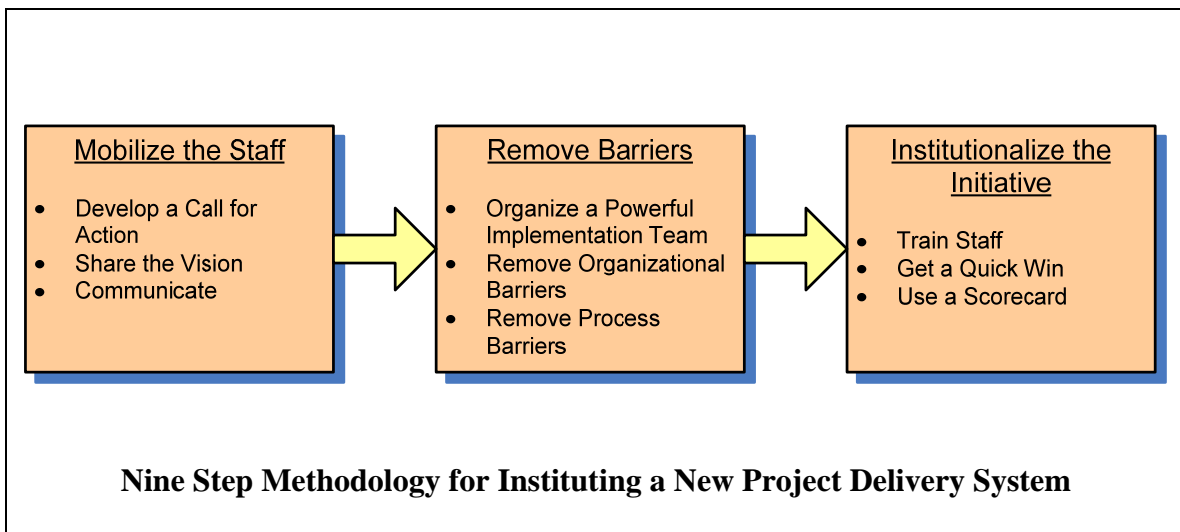 Mobilize the Staff
• Develop a Call for
Action
• Share the Vision
• Communicate
Remove Barriers
• Organize a Powerful
Implementation Team
• Remove Organizational
Barriers
• Remove Process
Barriers
Institutionalize the
Initiative
• Train Staff
• Get a Quick Win
• Use a Scorecard
Nine Step Methodology for Instituting a New Project Delivery System